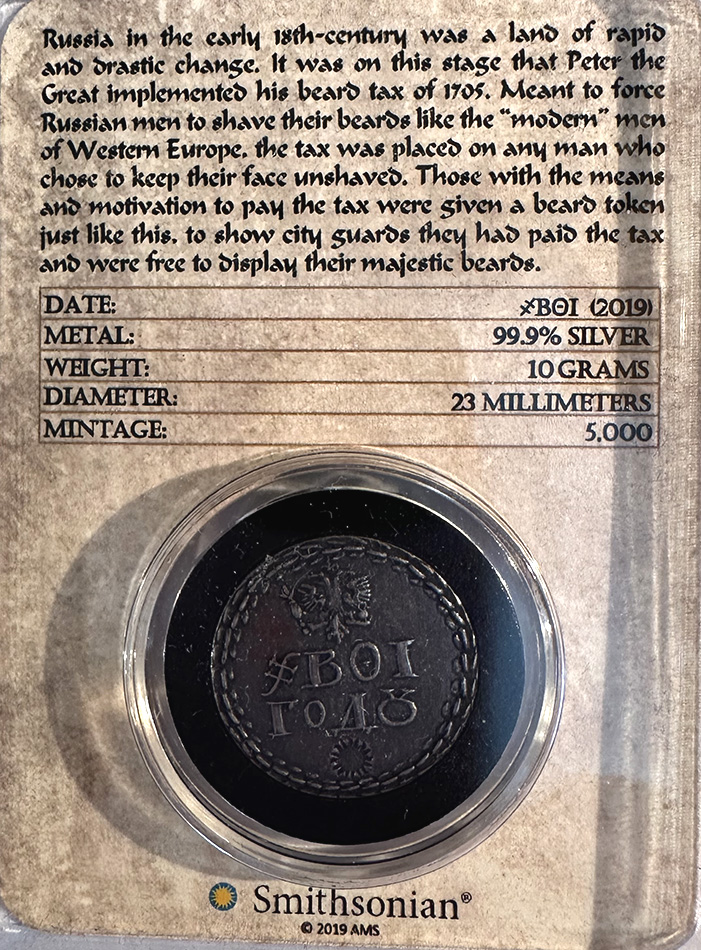 Russia in the early 18th-century was a land of rapid
and drastic change. It was on this stage that Peter the
Great implemented his beard tax of 1705. Meant to force
Russian men to shave their beards like the “modern” men
of Western Europe, the tax was placed on any man who
chose to keep their face unshaved. Those with the means
and motivation to pay the tax were given a beard token
just like this, to show city guards they had paid the tax
and were free to display their majestic beards.
DATE: ҂ВѲІ (2019)
METAL: 99.9% SILVER
WEIGHT: 10 GRAMS
DIAMETER: 23 MILLIMETERS
MINTAGE: 5,000
҂ВѲІ
ГОДꙊ
Smithsonian®
© 2019 AMS